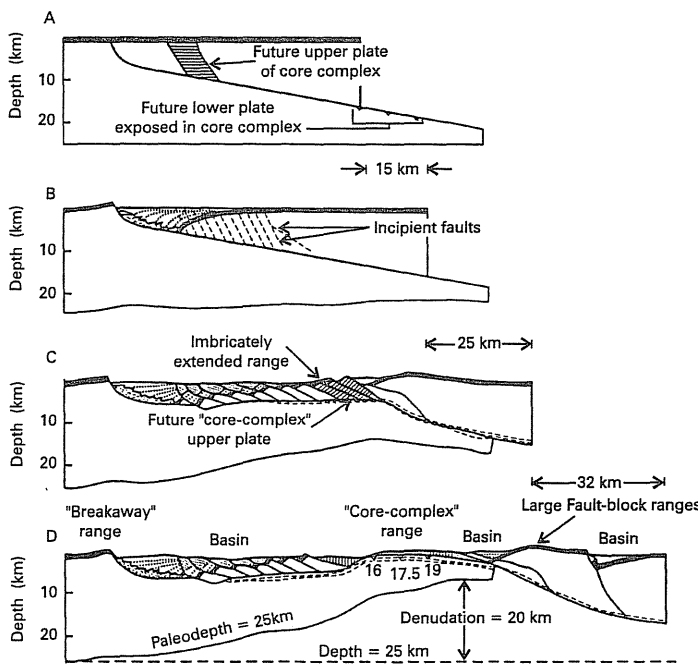 A
Depth (km)
10
20
Future upper plate
of core complex
Future lower plate
exposed in core complex
15 km
B
Depth (km)
10
20
Incipient faults
C
Depth (km)
10
20
Imbricately
extended range
Future "core-complex"
upper plate
25 km
32 km
Large Fault-block ranges
"Breakaway"
range
Basin
"Core-complex"
range
Basin
Basin
D
Depth (km)
10
20
16 17.5 19
Paleodepth = 25km
Denudation = 20 km
Depth = 25 km